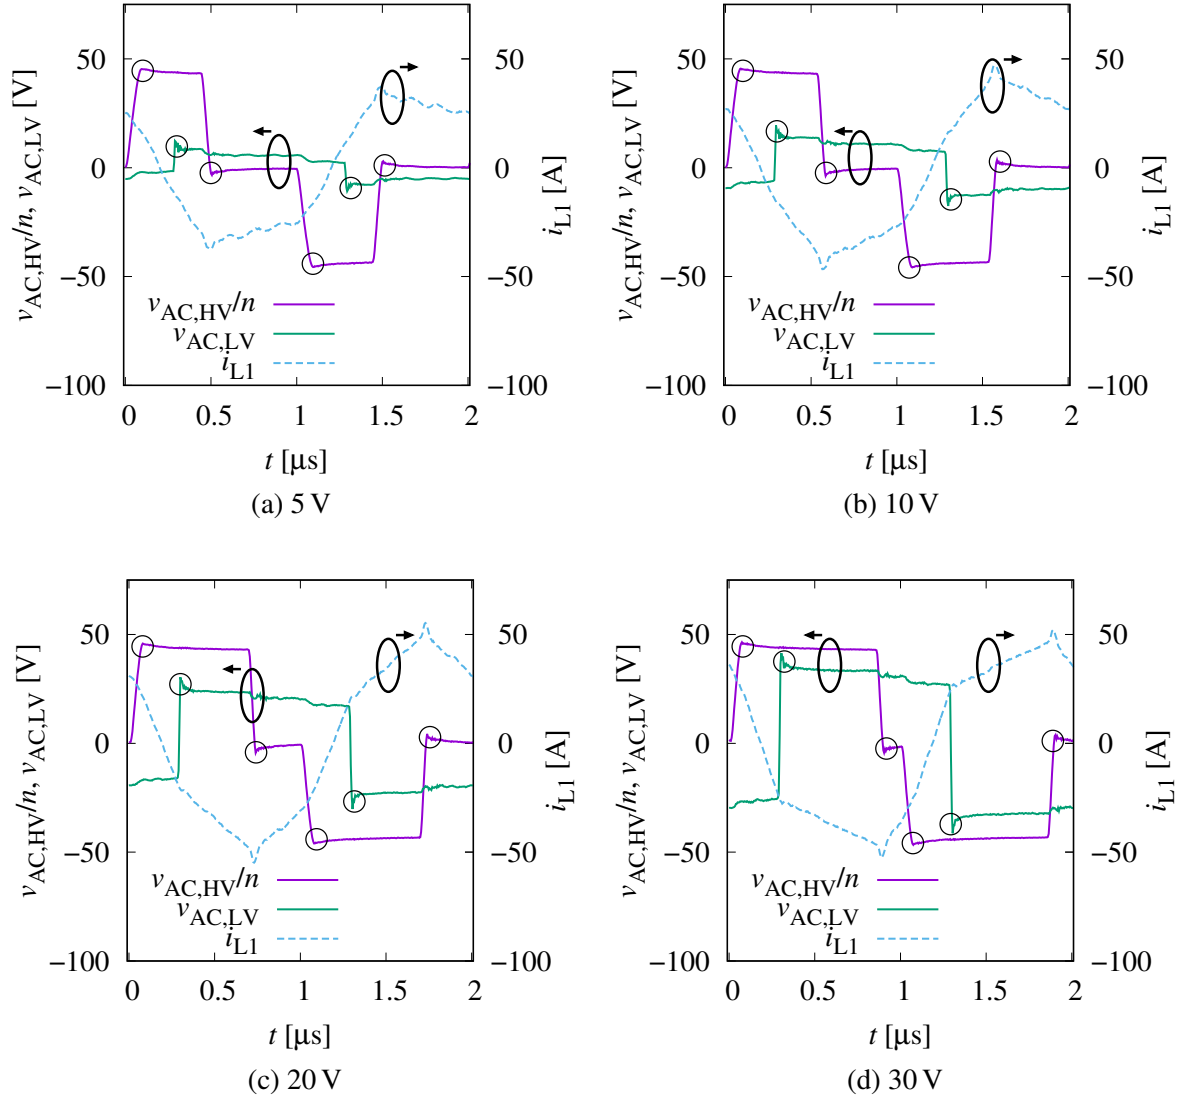 50
0
−50
−100
50
0
−50
−100
v_AC,HV/n, v_AC,LV [V]
i_L1 [A]
v_AC,HV/n
v_AC,LV
i_L1
0 0.5 1 1.5 2
t [μs]
(a) 5 V
50
0
−50
−100
50
0
−50
−100
v_AC,HV/n, v_AC,LV [V]
i_L1 [A]
v_AC,HV/n
v_AC,LV
i_L1
0 0.5 1 1.5 2
t [μs]
(b) 10 V
50
0
−50
−100
50
0
−50
−100
v_AC,HV/n, v_AC,LV [V]
i_L1 [A]
v_AC,HV/n
v_AC,LV
i_L1
0 0.5 1 1.5 2
t [μs]
(c) 20 V
50
0
−50
−100
50
0
−50
−100
v_AC,HV/n, v_AC,LV [V]
i_L1 [A]
v_AC,HV/n
v_AC,LV
i_L1
0 0.5 1 1.5 2
t [μs]
(d) 30 V